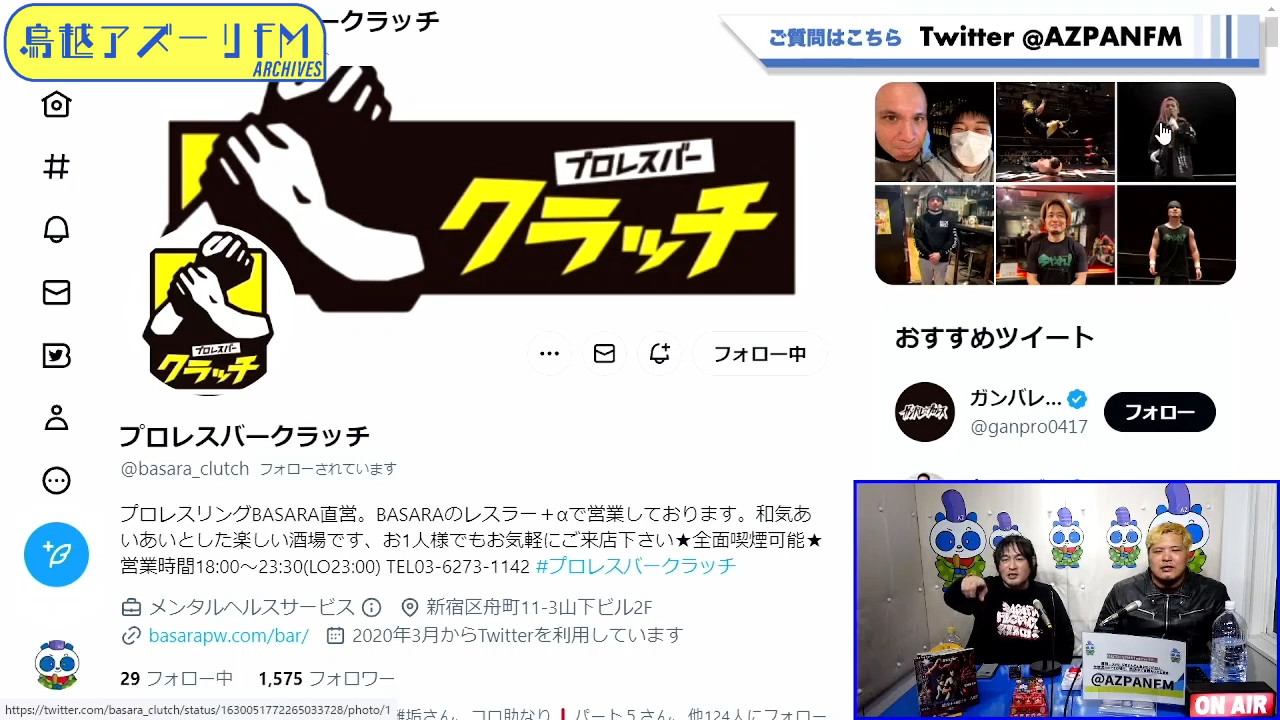 鳥越アズーリFM
ARCHIVES
ークラッチ
ご質問はこちら Twitter @AZPANFM
プロレスバー
クラッチ
プロレスバー
クラッチ
フォロー中
おすすめツイート
ガンバレ...
@ganpro0417
フォロー
プロレスバークラッチ
@basara_clutch フォローされています
プロレスリングBASARA直営。BASARAのレスラー＋αで営業しております。和気あ
いあいとした楽しい酒場です、お1人様でもお気軽にご来店下さい★全面喫煙可能★
営業時間18:00〜23:30(LO23:00) TEL03-6273-1142 #プロレスバークラッチ
メンタルヘルスサービス 新宿区舟町11-3山下ビル2F
basarapw.com/bar/ 2020年3月からTwitterを利用しています
29 フォロー中 1,575 フォロワー
@AZPANFM
ON AIR